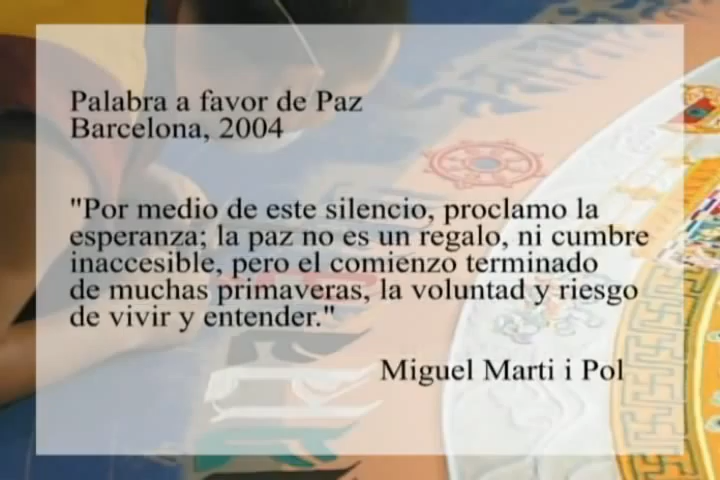 Palabra a favor de Paz
Barcelona, 2004
"Por medio de este silencio, proclamo la
esperanza; la paz no es un regalo, ni cumbre
inaccesible, pero el comienzo terminado
de muchas primaveras, la voluntad y riesgo
de vivir y entender."
Miguel Marti i Pol